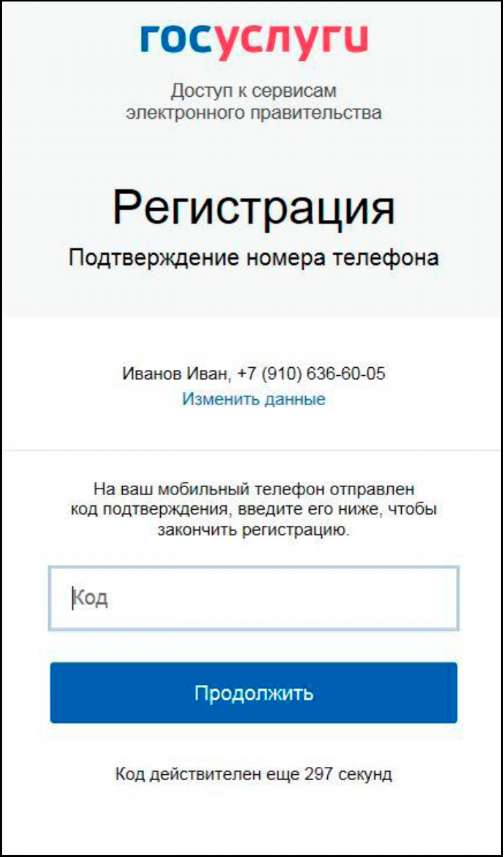 госуслуги
Доступ к сервисам
электронного правительства
Регистрация
Подтверждение номера телефона
Иванов Иван, +7 (910) 636-60-05
Изменить данные
На ваш мобильный телефон отправлен
код подтверждения, введите его ниже, чтобы
закончить регистрацию.
Код
Продолжить
Код действителен еще 297 секунд